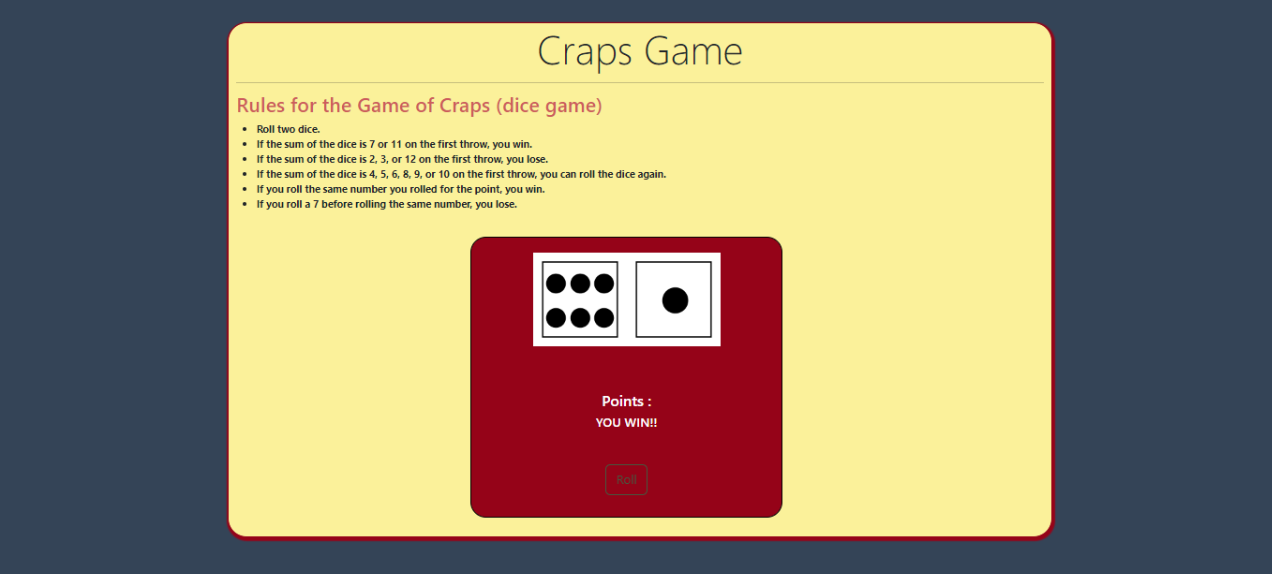 Craps Game
Rules for the Game of Craps (dice game)
Roll two dice.
If the sum of the dice is 7 or 11 on the first throw, you win.
If the sum of the dice is 2, 3, or 12 on the first throw, you lose.
If the sum of the dice is 4, 5, 6, 8, 9, or 10 on the first throw, you can roll the dice again.
If you roll the same number you rolled for the point, you win.
If you roll a 7 before rolling the same number, you lose.
Points :
YOU WIN!!
Roll